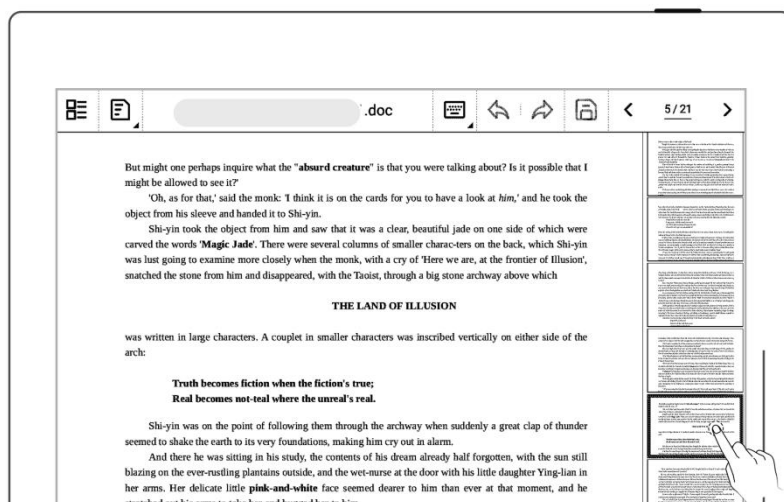 .doc
5/21
But might one perhaps inquire what the "absurd creature" is that you were talking about? Is it possible that I
might be allowed to see it?'
'Oh, as for that,' said the monk: 'I think it is on the cards for you to have a look at him,' and he took the
object from his sleeve and handed it to Shi-yin.
Shi-yin took the object from him and saw that it was a clear, beautiful jade on one side of which were
carved the words 'Magic Jade'. There were several columns of smaller charac-ters on the back, which Shi-yin
was lust going to examine more closely when the monk, with a cry of 'Here we are, at the frontier of Illusion',
snatched the stone from him and disappeared, with the Taoist, through a big stone archway above which
THE LAND OF ILLUSION
was written in large characters. A couplet in smaller characters was inscribed vertically on either side of the
arch:
Truth becomes fiction when the fiction's true;
Real becomes not-teal where the unreal's real.
Shi-yin was on the point of following them through the archway when suddenly a great clap of thunder
seemed to shake the earth to its very foundations, making him cry out in alarm.
And there he was sitting in his study, the contents of his dream already half forgotten, with the sun still
blazing on the ever-rustling plantains outside, and the wet-nurse at the door with his little daughter Ying-lian in
her arms. Her delicate little pink-and-white face seemed dearer to him than ever at that moment, and he